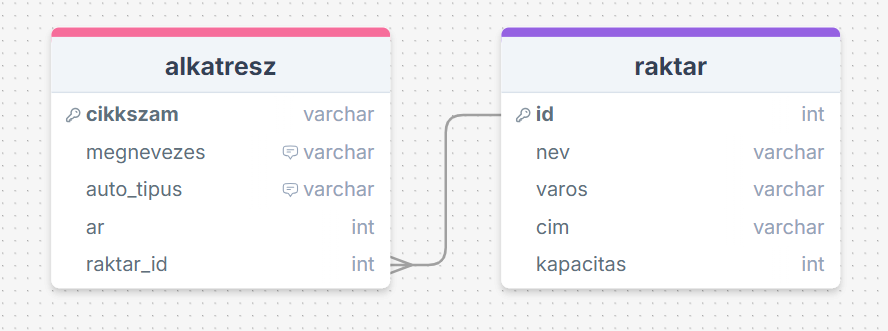 alkatresz
cikkszam varchar
megnevezes varchar
auto_tipus varchar
ar int
raktar_id int
raktar
id int
nev varchar
varos varchar
cim varchar
kapacitas int